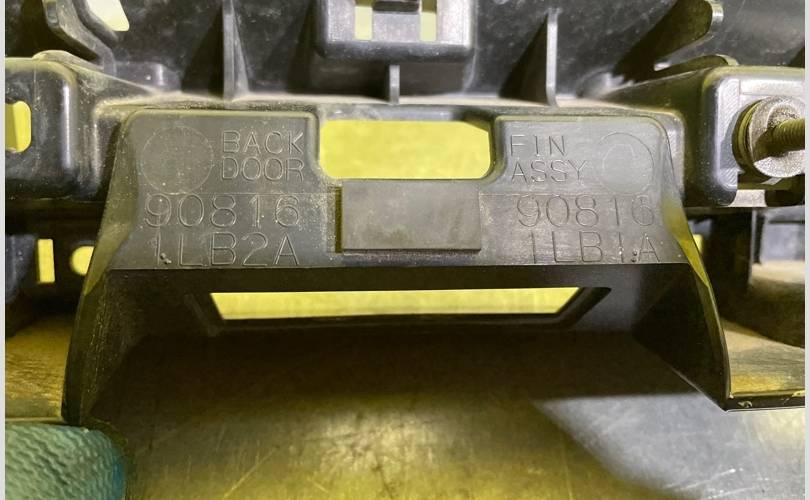 BACK DOOR
90816
1LB2A
FIN ASSY
90816
1LB1A